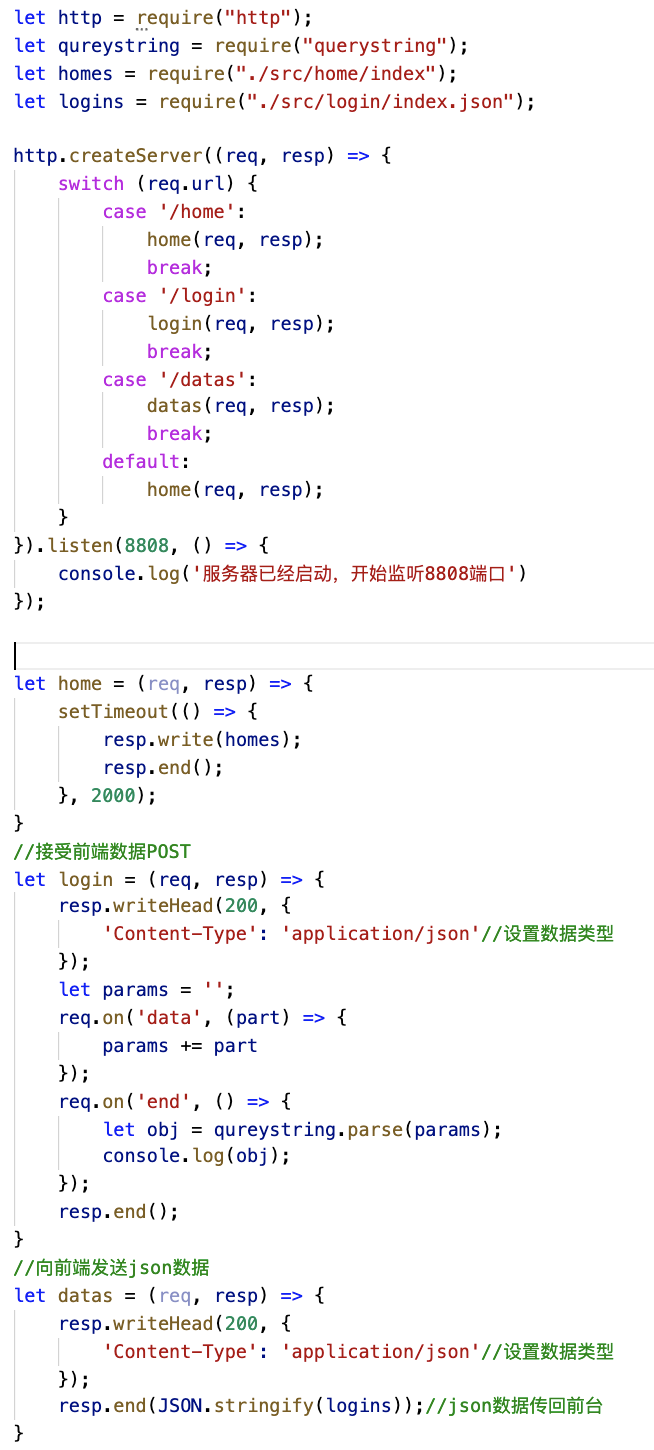 let http = require("http");
let qureystring = require("querystring");
let homes = require("./src/home/index");
let logins = require("./src/login/index.json");

http.createServer((req, resp) => {
    switch (req.url) {
        case '/home':
            home(req, resp);
            break;
        case '/login':
            login(req, resp);
            break;
        case '/datas':
            datas(req, resp);
            break;
        default:
            home(req, resp);
    }
}).listen(8808, () => {
    console.log('服务器已经启动，开始监听8808端口')
});

let home = (req, resp) => {
    setTimeout(() => {
        resp.write(homes);
        resp.end();
    }, 2000);
}
//接受前端数据POST
let login = (req, resp) => {
    resp.writeHead(200, {
        'Content-Type': 'application/json'//设置数据类型
    });
    let params = '';
    req.on('data', (part) => {
        params += part
    });
    req.on('end', () => {
        let obj = qureystring.parse(params);
        console.log(obj);
    });
    resp.end();
}
//向前端发送json数据
let datas = (req, resp) => {
    resp.writeHead(200, {
        'Content-Type': 'application/json'//设置数据类型
    });
    resp.end(JSON.stringify(logins));//json数据传回前台
}